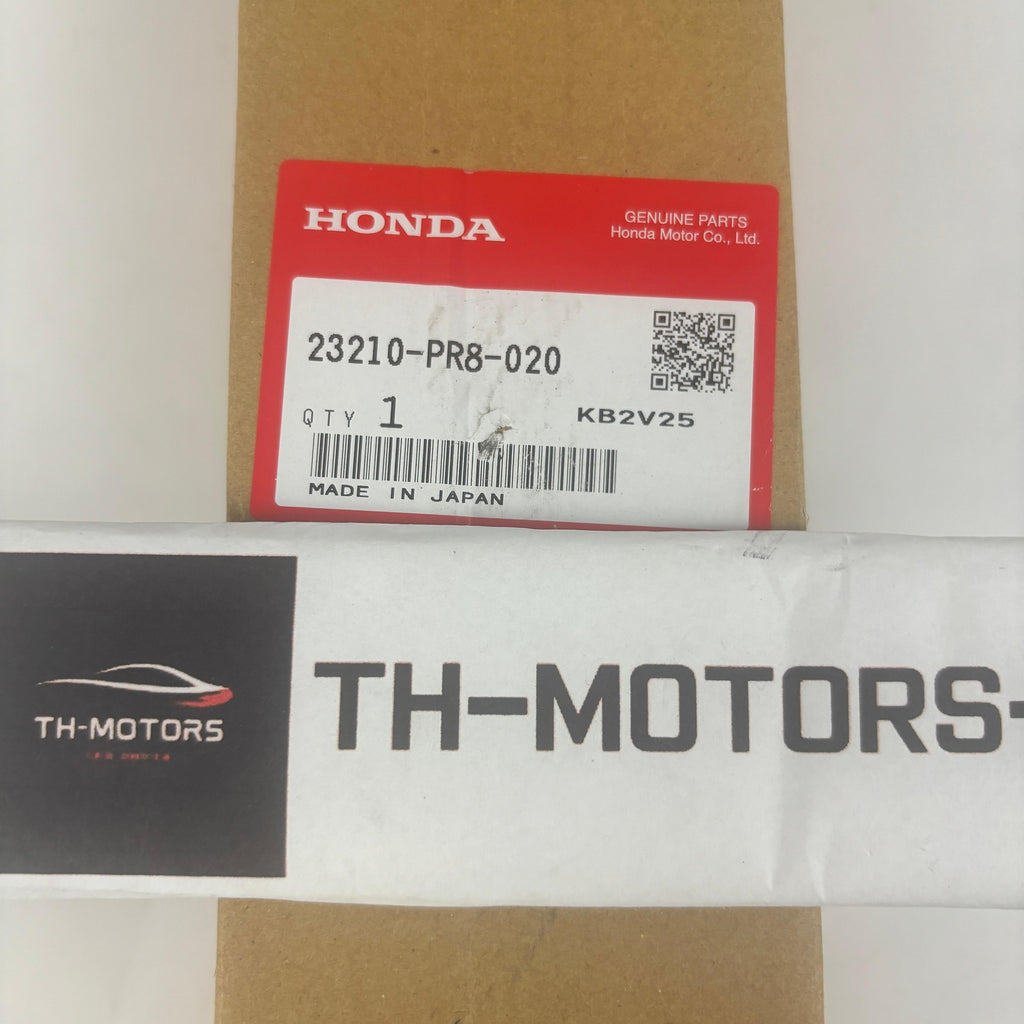 HONDA
GENUINE PARTS
Honda Motor Co., Ltd.
23210-PR8-020
QTY 1
KB2V25
MADE IN JAPAN
TH-MOTORS
TH-MOTORS-